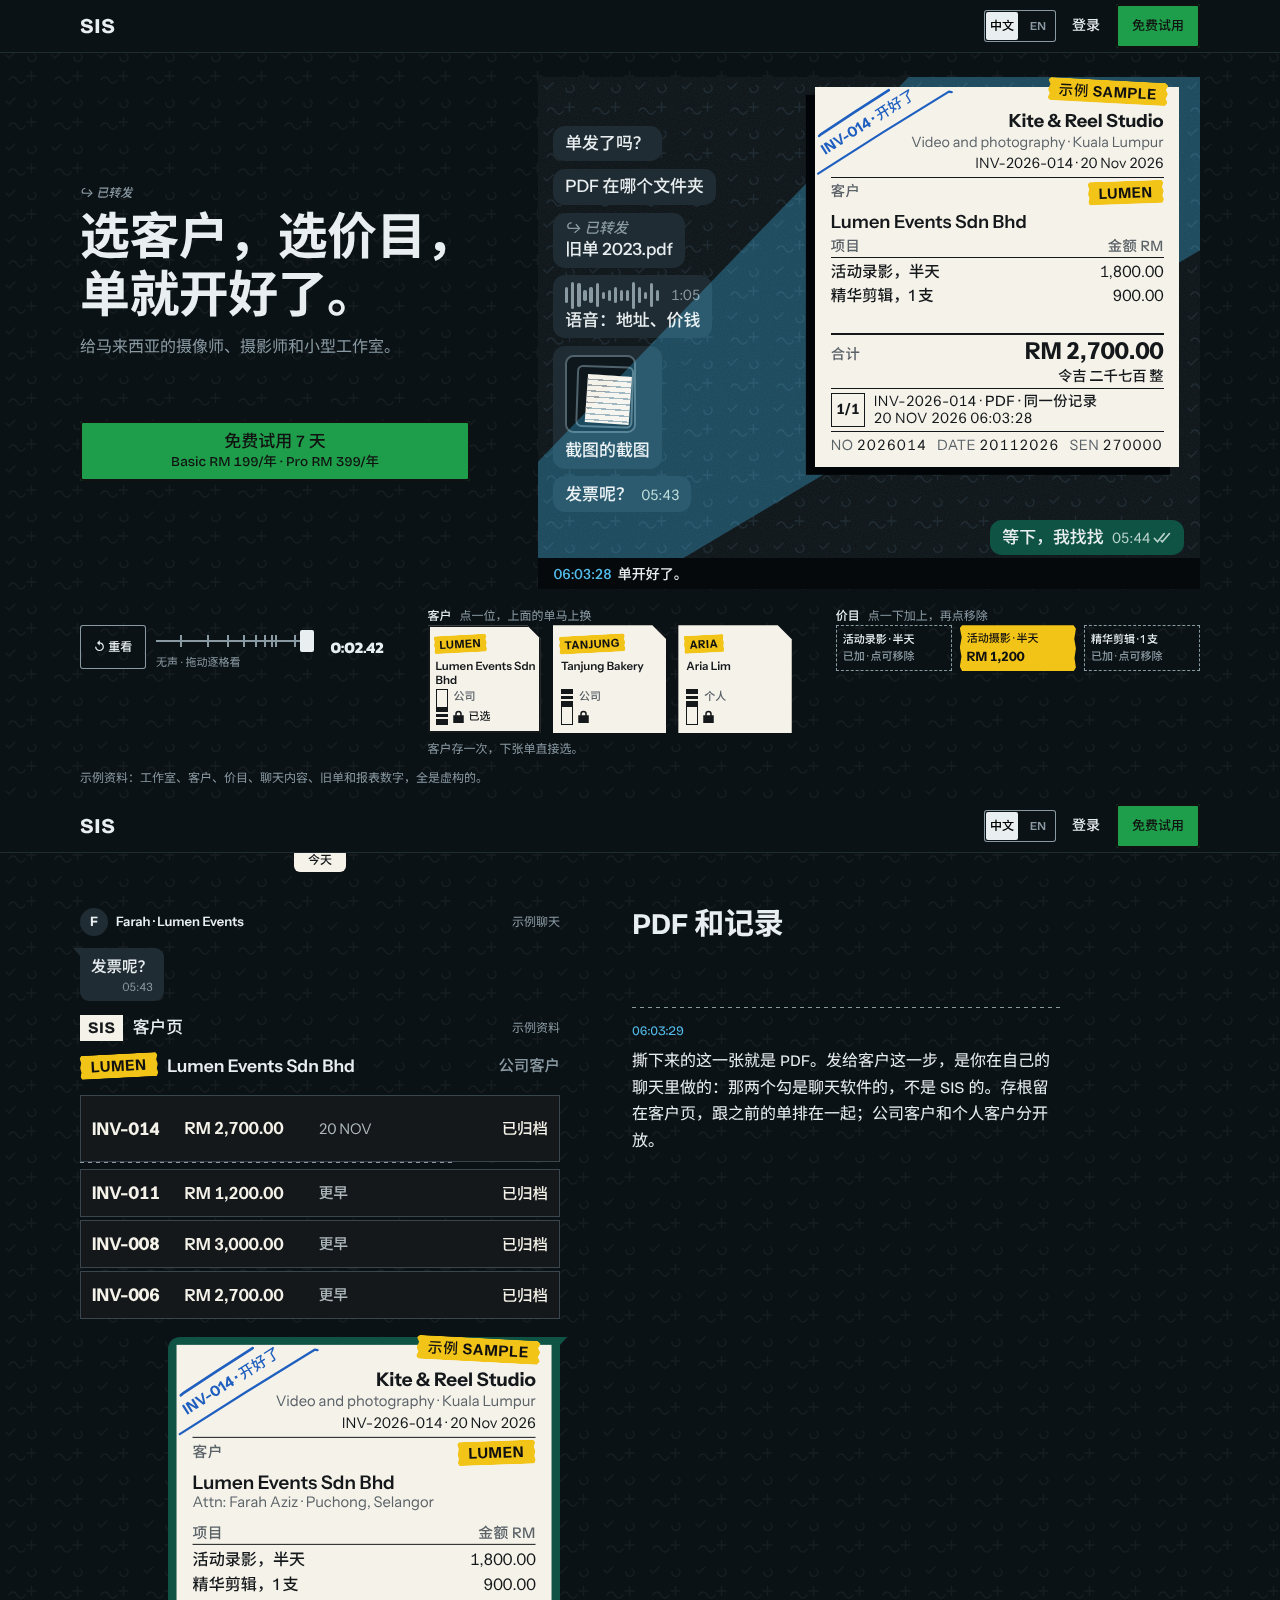 SIS
中文 EN 登录 免费试用
已转发
选客户，选价目，
单就开好了。
给马来西亚的摄像师、摄影师和小型工作室。
免费试用 7 天
Basic RM 199/年 · Pro RM 399/年
单发了吗？
PDF 在哪个文件夹
已转发
旧单 2023.pdf
1:05
语音：地址、价钱
截图的截图
发票呢？ 05:43
等下，我找找 05:44
INV-014 · 开好了
示例 SAMPLE
Kite & Reel Studio
Video and photography · Kuala Lumpur
INV-2026-014 · 20 Nov 2026
客户 LUMEN
Lumen Events Sdn Bhd
项目 金额 RM
活动录影，半天 1,800.00
精华剪辑，1 支 900.00
合计 RM 2,700.00
令吉 二千七百 整
1/1
INV-2026-014 · PDF · 同一份记录
20 NOV 2026 06:03:28
NO 2026014 DATE 20112026 SEN 270000
06:03:28 单开好了。
重看
无声 · 拖动逐格看
0:02.42
客户 点一位，上面的单马上换
LUMEN
Lumen Events Sdn Bhd
公司
已选
TANJUNG
Tanjung Bakery
公司
ARIA
Aria Lim
个人
客户存一次，下张单直接选。
价目 点一下加上，再点移除
活动录影 · 半天
已加 · 点可移除
活动摄影 · 半天
RM 1,200
精华剪辑 · 1 支
已加 · 点可移除
示例资料：工作室、客户、价目、聊天内容、旧单和报表数字，全是虚构的。
SIS
中文 EN 登录 免费试用
今天
F Farah · Lumen Events 示例聊天
发票呢？
05:43
SIS 客户页 示例资料
LUMEN Lumen Events Sdn Bhd 公司客户
INV-014 RM 2,700.00 20 NOV 已归档
INV-011 RM 1,200.00 更早 已归档
INV-008 RM 3,000.00 更早 已归档
INV-006 RM 2,700.00 更早 已归档
INV-014 · 开好了
示例 SAMPLE
Kite & Reel Studio
Video and photography · Kuala Lumpur
INV-2026-014 · 20 Nov 2026
客户 LUMEN
Lumen Events Sdn Bhd
Attn: Farah Aziz · Puchong, Selangor
项目 金额 RM
活动录影，半天 1,800.00
精华剪辑，1 支 900.00
PDF 和记录
06:03:29
撕下来的这一张就是 PDF。发给客户这一步，是你在自己的
聊天里做的：那两个勾是聊天软件的，不是 SIS 的。存根留
在客户页，跟之前的单排在一起；公司客户和个人客户分开
放。